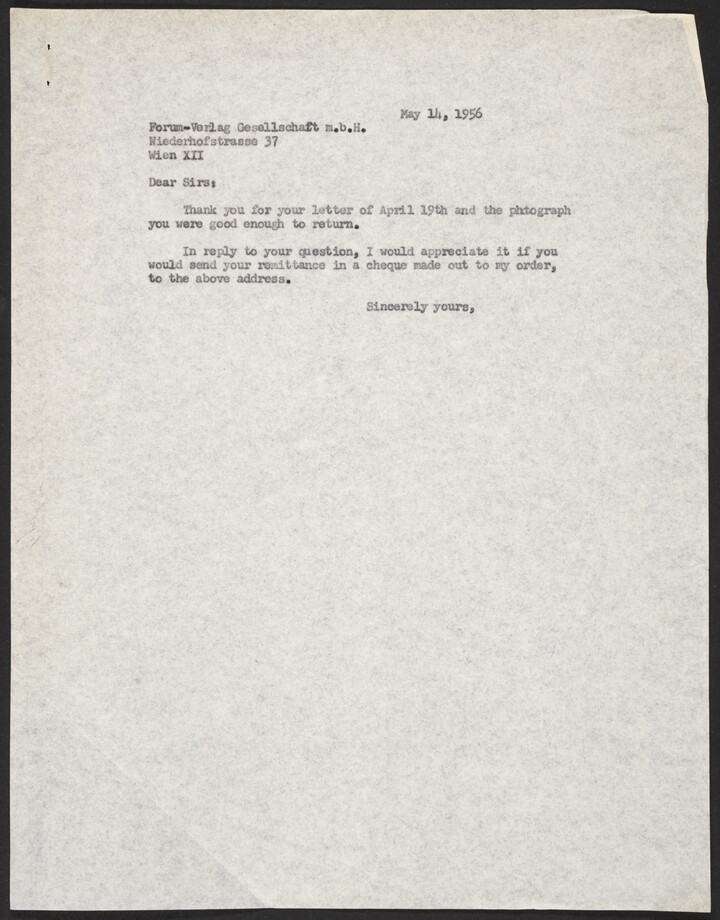 May 14, 1956
Forum-Verlag Gesellschaft m.b.H.
Niederhofstrasse 37
Wien XII
Dear Sirs:
Thank you for your letter of April 19th and the phtograph
you were good enough to return.
In reply to your question, I would appreciate it if you
would send your remittance in a cheque made out to my order,
to the above address.
Sincerely yours,